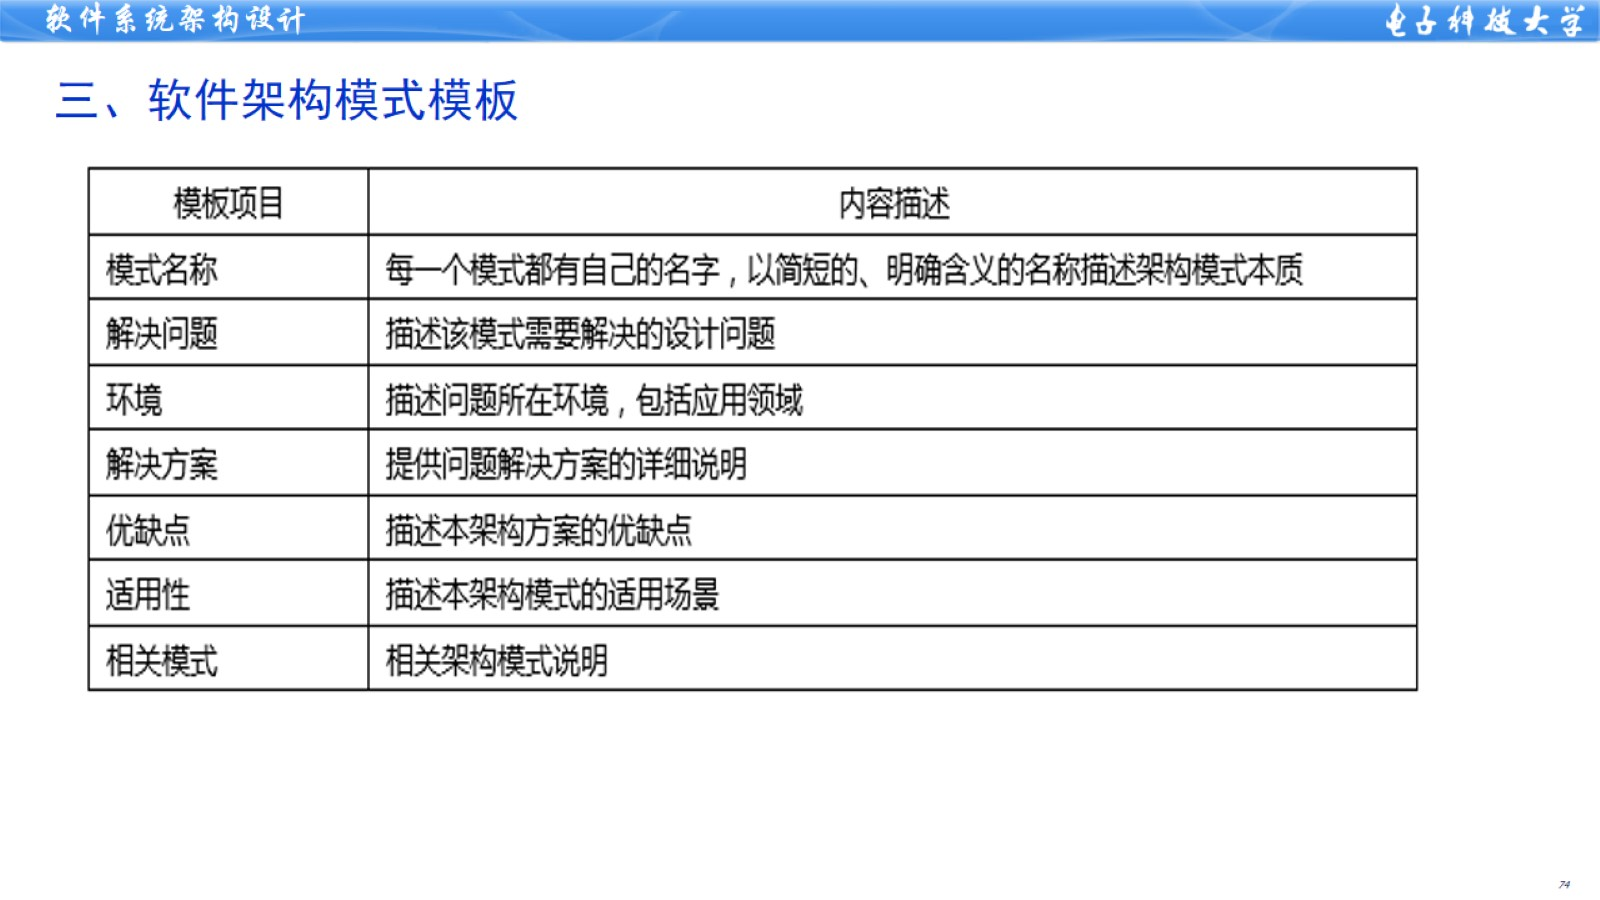 软件系统架构设计
电子科技大学
三、软件架构模式模板
模板项目 内容描述
模式名称 每一个模式都有自己的名字，以简短的、明确含义的名称描述架构模式本质
解决问题 描述该模式需要解决的设计问题
环境 描述问题所在环境，包括应用领域
解决方案 提供问题解决方案的详细说明
优缺点 描述本架构方案的优缺点
适用性 描述本架构模式的适用场景
相关模式 相关架构模式说明
74